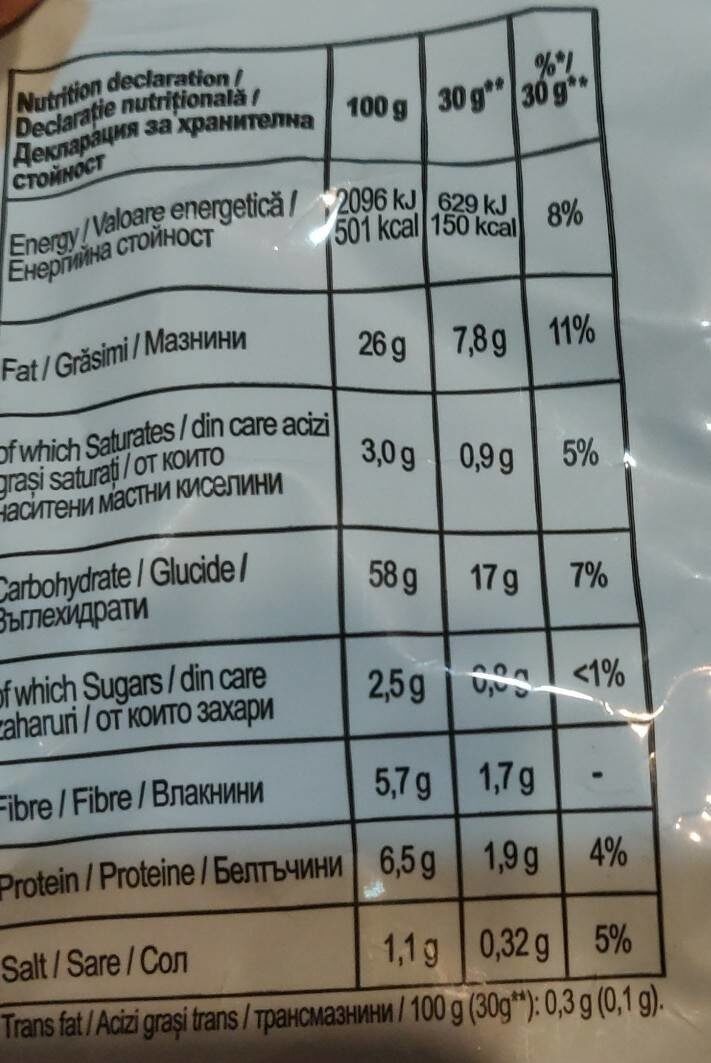 Nutrition declaration /
Declarație nutrițională /
Декларация за хранителна
стойност
100 g 30 g** %*/
30 g**
Energy / Valoare energetică /
Енергийна стойност
2096 kJ 629 kJ 8%
501 kcal 150 kcal
Fat / Grăsimi / Мазнини 26 g 7,8 g 11%
of which Saturates / din care acizi
grași saturați / от които
наситени мастни киселини
3,0 g 0,9 g 5%
Carbohydrate / Glucide /
Въглехидрати
58 g 17 g 7%
of which Sugars / din care
zaharuri / от които захари
2,5 g 0,8 g <1%
Fibre / Fibre / Влакнини 5,7 g 1,7 g -
Protein / Proteine / Белтъчини 6,5 g 1,9 g 4%
Salt / Sare / Сол 1,1 g 0,32 g 5%
Trans fat / Acizi grași trans / трансмазнини / 100 g (30g**): 0,3 g (0,1 g).